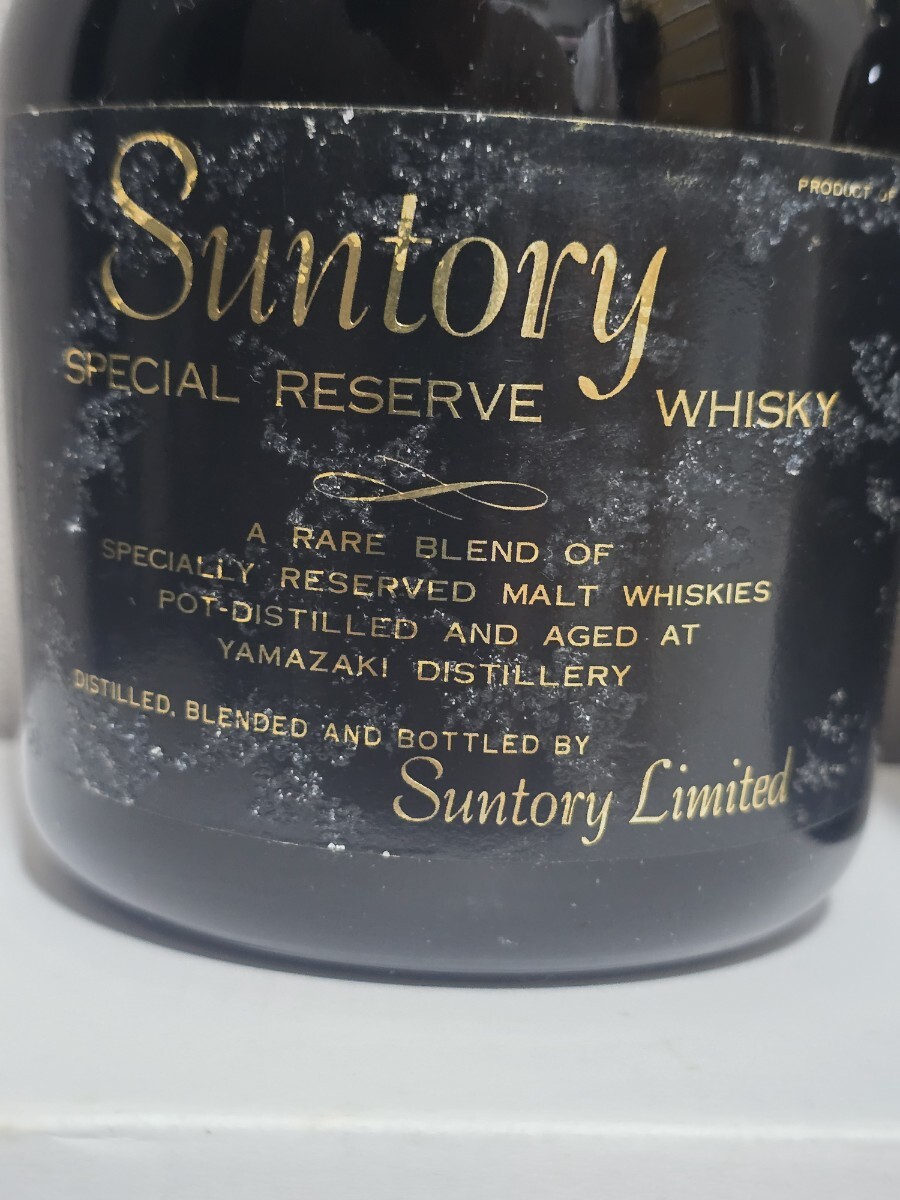 PRODUCT OF
Suntory
SPECIAL RESERVE WHISKY
A RARE BLEND OF
SPECIALLY RESERVED MALT WHISKIES
POT-DISTILLED AND AGED AT
YAMAZAKI DISTILLERY
DISTILLED, BLENDED AND BOTTLED BY
Suntory Limited